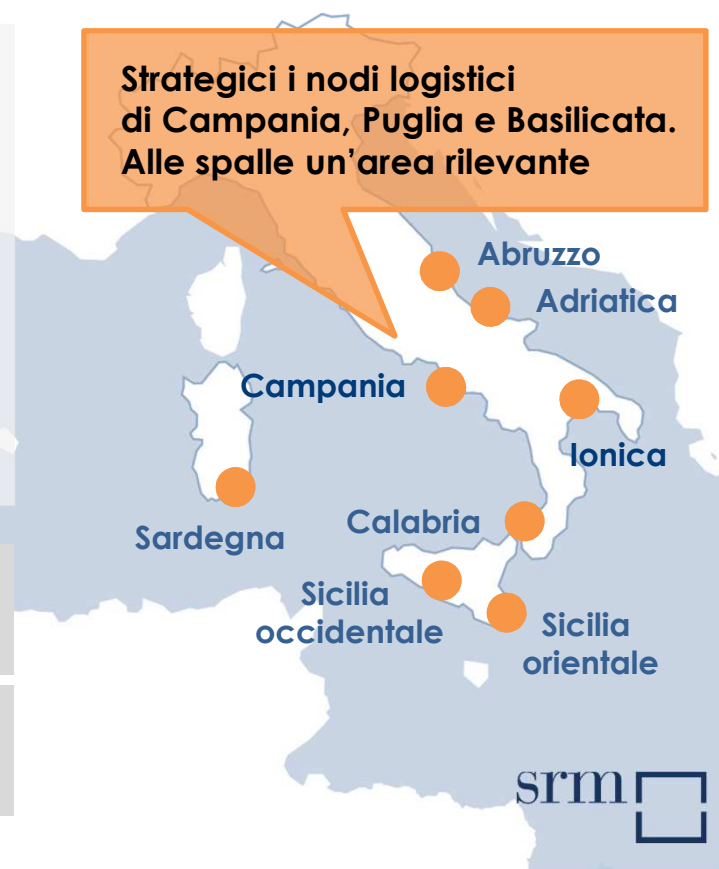 Strategici i nodi logistici
di Campania, Puglia e Basilicata.
Alle spalle un’area rilevante
Abruzzo
Adriatica
Campania
Ionica
Calabria
Sardegna
Sicilia
occidentale
Sicilia
orientale
srm